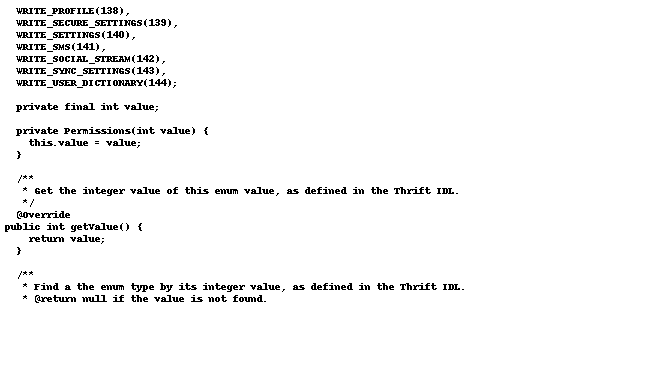 WRITE_PROFILE(138),
WRITE_SECURE_SETTINGS(139),
WRITE_SETTINGS(140),
WRITE_SMS(141),
WRITE_SOCIAL_STREAM(142),
WRITE_SYNC_SETTINGS(143),
WRITE_USER_DICTIONARY(144);
private final int value;
private Permissions(int value) {
this.value = value;
}
/**
* Get the integer value of this enum value, as defined in the Thrift IDL.
*/
@Override
public int getValue() {
return value;
}
/**
* Find a the enum type by its integer value, as defined in the Thrift IDL.
* @return null if the value is not found.